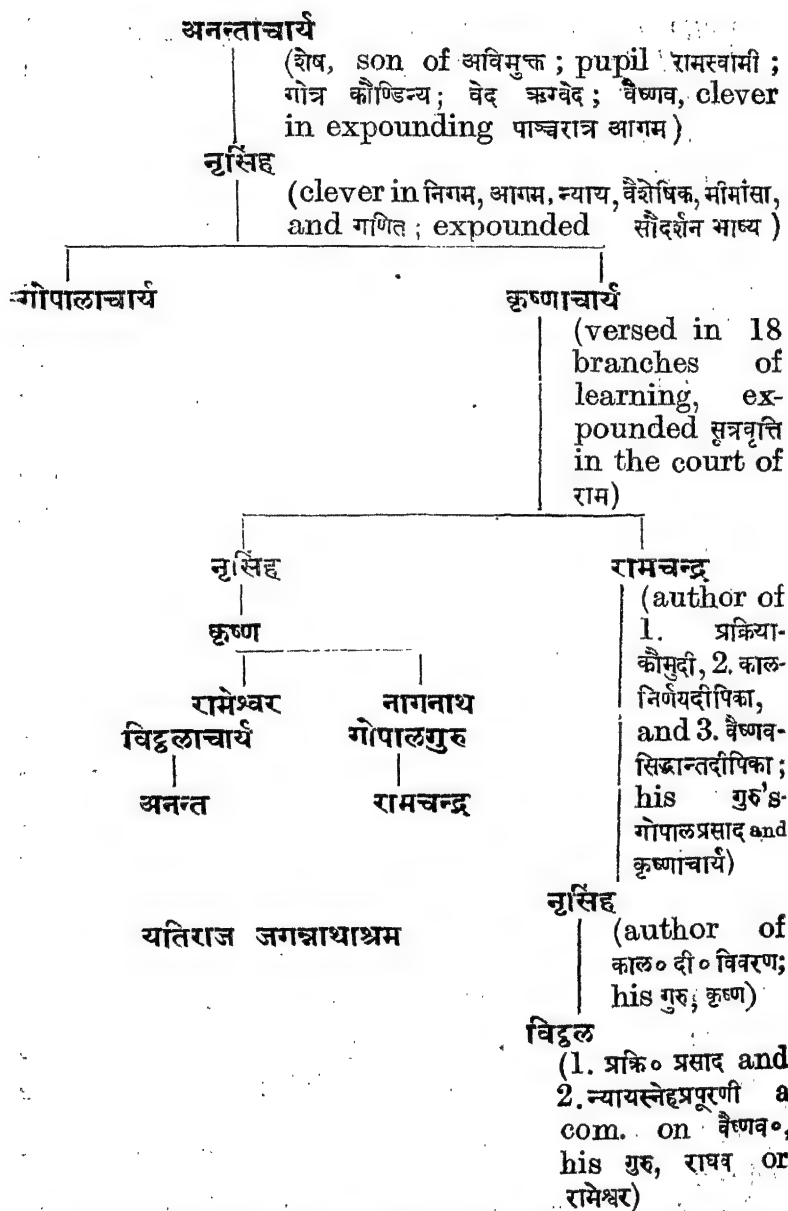 अनन्ताचार्य
(शेष, son of अविमुक्त ; pupil रामस्वामी ;
गोत्र कौण्डिन्य; वेद ऋग्वेद ; वैष्णव, clever
in expounding पाञ्चरात्र आगम)
नृसिंह
(clever in निगम, आगम, न्याय, वैशेषिक, मीमांसा,
and गणित ; expounded सौदर्शन भाष्य )
गोपालाचार्य कृष्णाचार्य
(versed in 18
branches of
learning, ex-
pounded सूत्रवृत्ति
in the court of
राम)
नृसिंह रामचन्द्र
(author of
1. प्रक्रिया-
कृष्ण
कौमुदी, 2. काल-
रामेश्वर नागनाथ
निर्णयदीपिका,
विट्ठलाचार्य गोपालगुरु
and 3. वैष्णव-
सिद्धान्तदीपिका ;
अनन्त रामचन्द्र
his गुरु's-
गोपालप्रसाद and
कृष्णाचार्य)
नृसिंह
यतिराज जगन्नाथाश्रम
(author of
काल० दी० विवरण;
his गुरु, कृष्ण)
विट्ठल
(1. प्रक्रि० प्रसाद and
2. न्यायस्नेहप्रपूरणी a
com. on वैष्णव०,
his गुरु, राघव or
रामेश्वर)